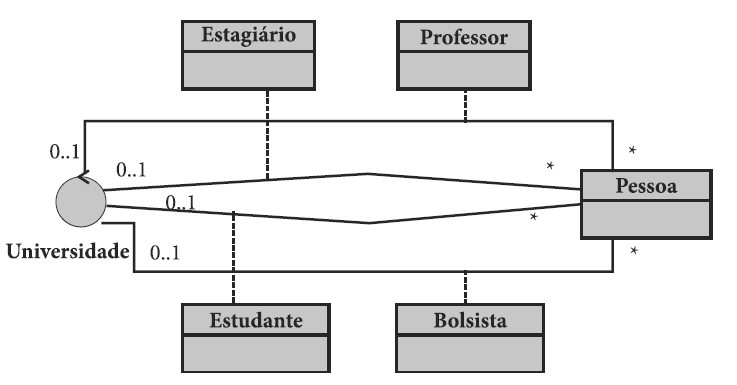 Estagiário
Professor
0..1
*
0..1
*
Pessoa
0..1
*
Universidade
0..1
*
Estudante
Bolsista